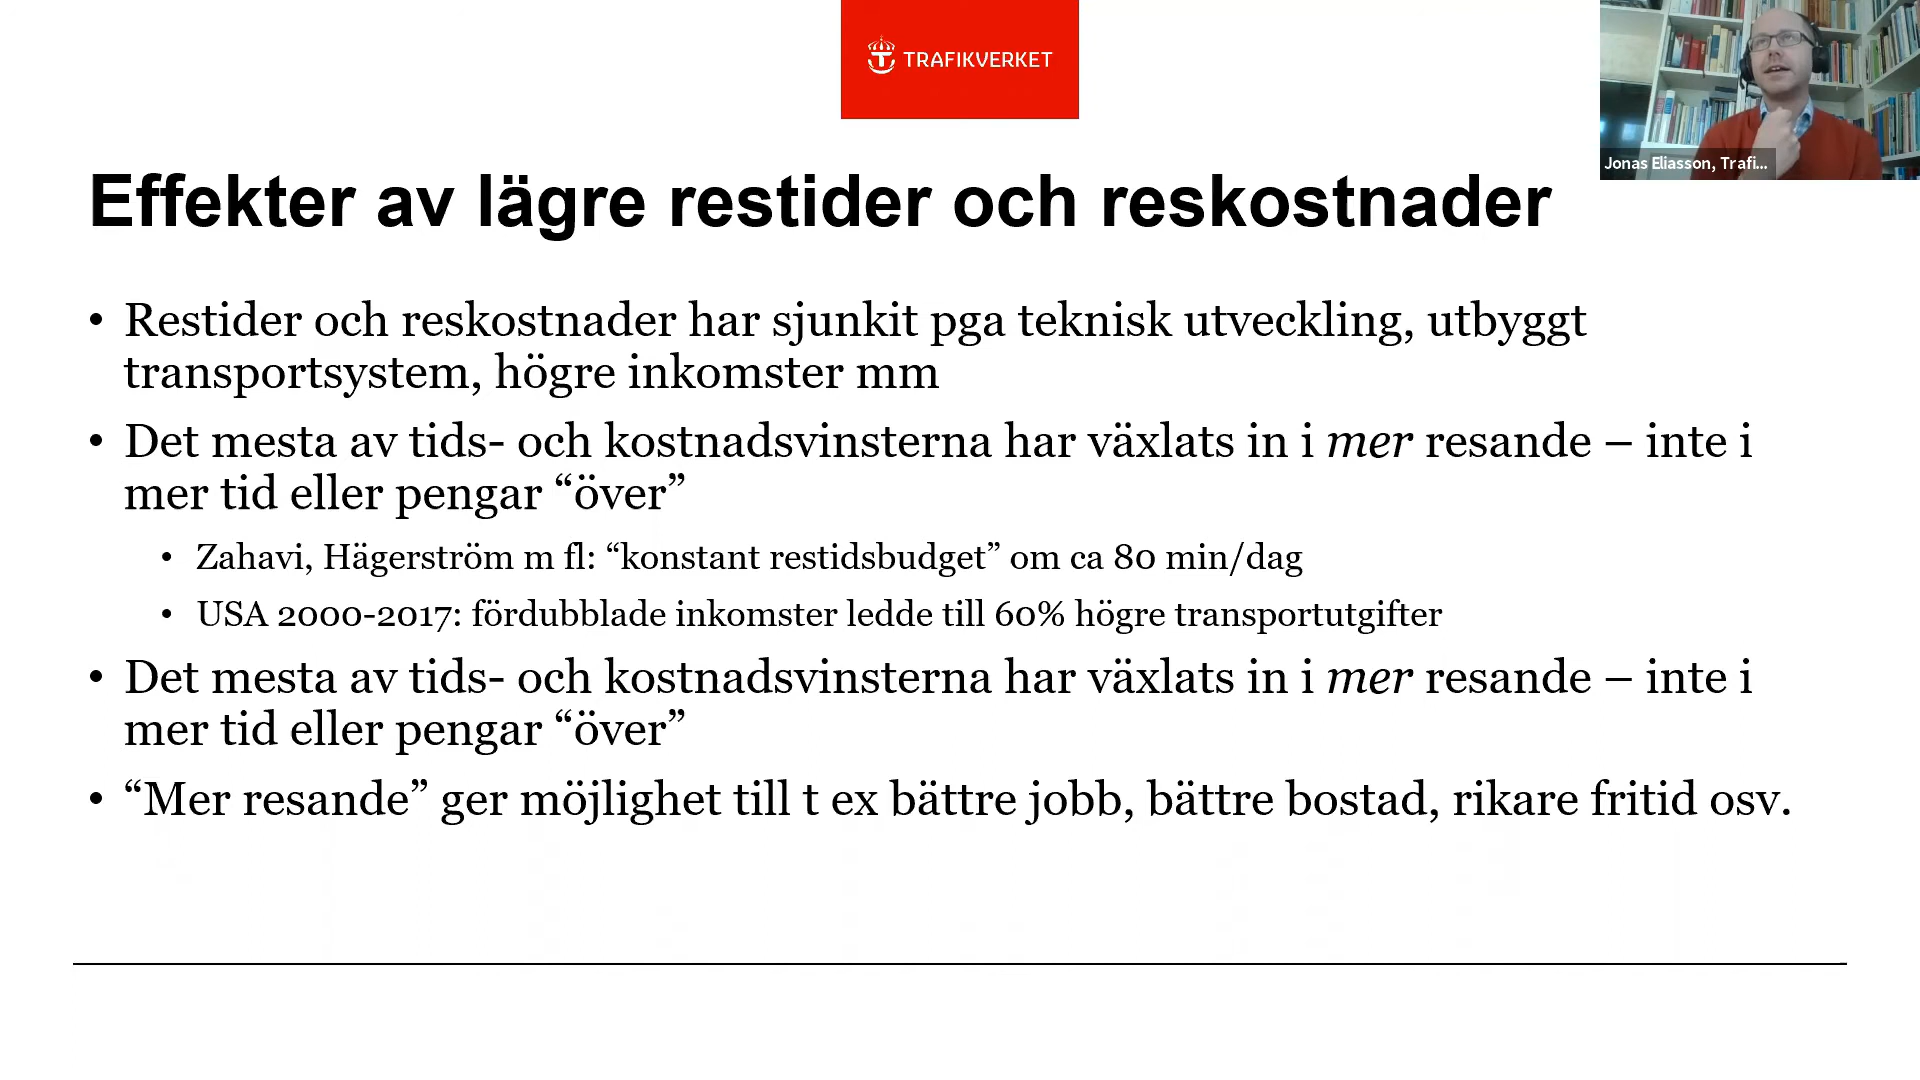 TRAFIKVERKET
Jonas Eliasson, Trafi...
Effekter av lägre restider och reskostnader
• Restider och reskostnader har sjunkit pga teknisk utveckling, utbyggt
transportsystem, högre inkomster mm
• Det mesta av tids- och kostnadsvinsterna har växlats in i mer resande – inte i
mer tid eller pengar “över”
• Zahavi, Hägerström m fl: “konstant restidsbudget” om ca 80 min/dag
• USA 2000-2017: fördubblade inkomster ledde till 60% högre transportutgifter
• Det mesta av tids- och kostnadsvinsterna har växlats in i mer resande – inte i
mer tid eller pengar “över”
• “Mer resande” ger möjlighet till t ex bättre jobb, bättre bostad, rikare fritid osv.